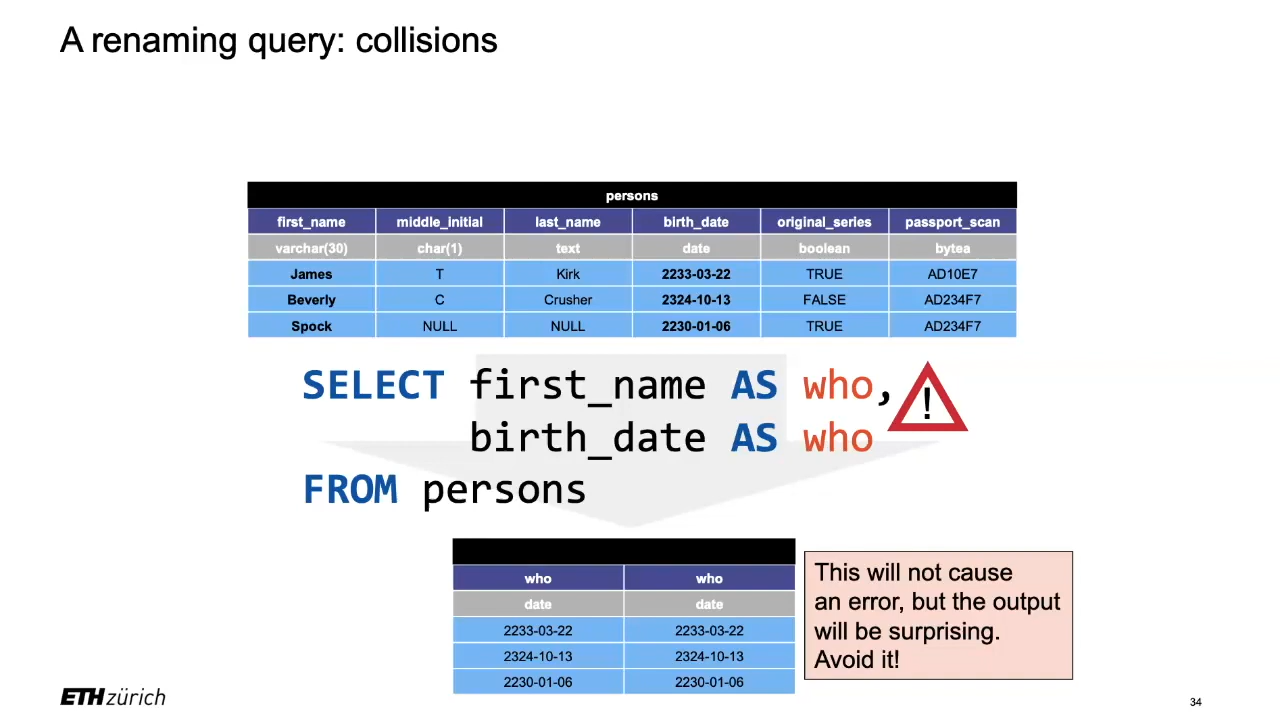 A renaming query: collisions
persons
first_name middle_initial last_name birth_date original_series passport_scan
varchar(30) char(1) text date boolean bytea
James T Kirk 2233-03-22 TRUE AD10E7
Beverly C Crusher 2324-10-13 FALSE AD234F7
Spock NULL NULL 2230-01-06 TRUE AD234F7
SELECT first_name AS who,
!
birth_date AS who
FROM persons
who who
date date
2233-03-22 2233-03-22
2324-10-13 2324-10-13
2230-01-06 2230-01-06
This will not cause
an error, but the output
will be surprising.
Avoid it!
ETH zürich
34